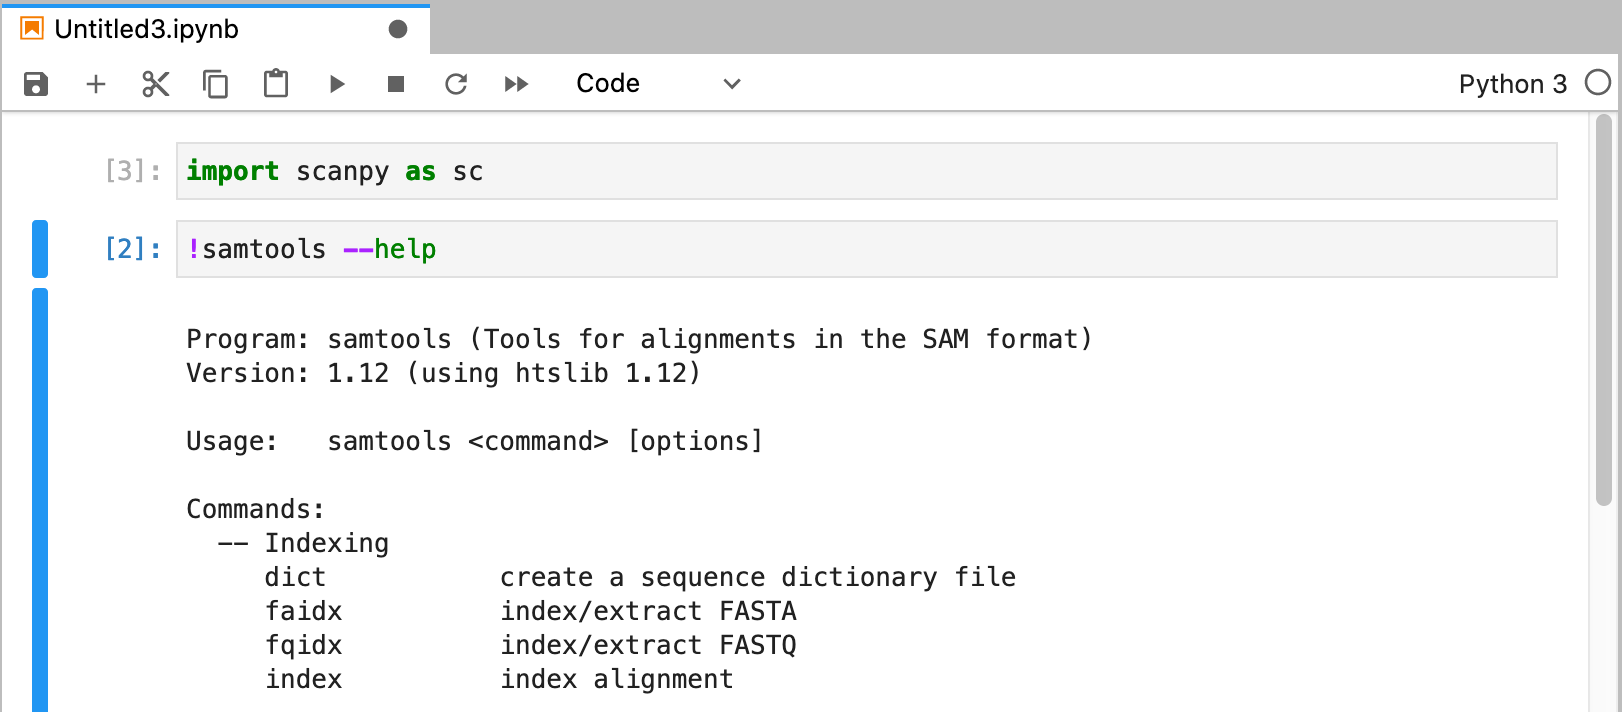 Untitled3.ipynb
Code
Python 3
[3]: import scanpy as sc
[2]: !samtools --help
Program: samtools (Tools for alignments in the SAM format)
Version: 1.12 (using htslib 1.12)
Usage:   samtools <command> [options]
Commands:
  -- Indexing
     dict           create a sequence dictionary file
     faidx          index/extract FASTA
     fqidx          index/extract FASTQ
     index          index alignment